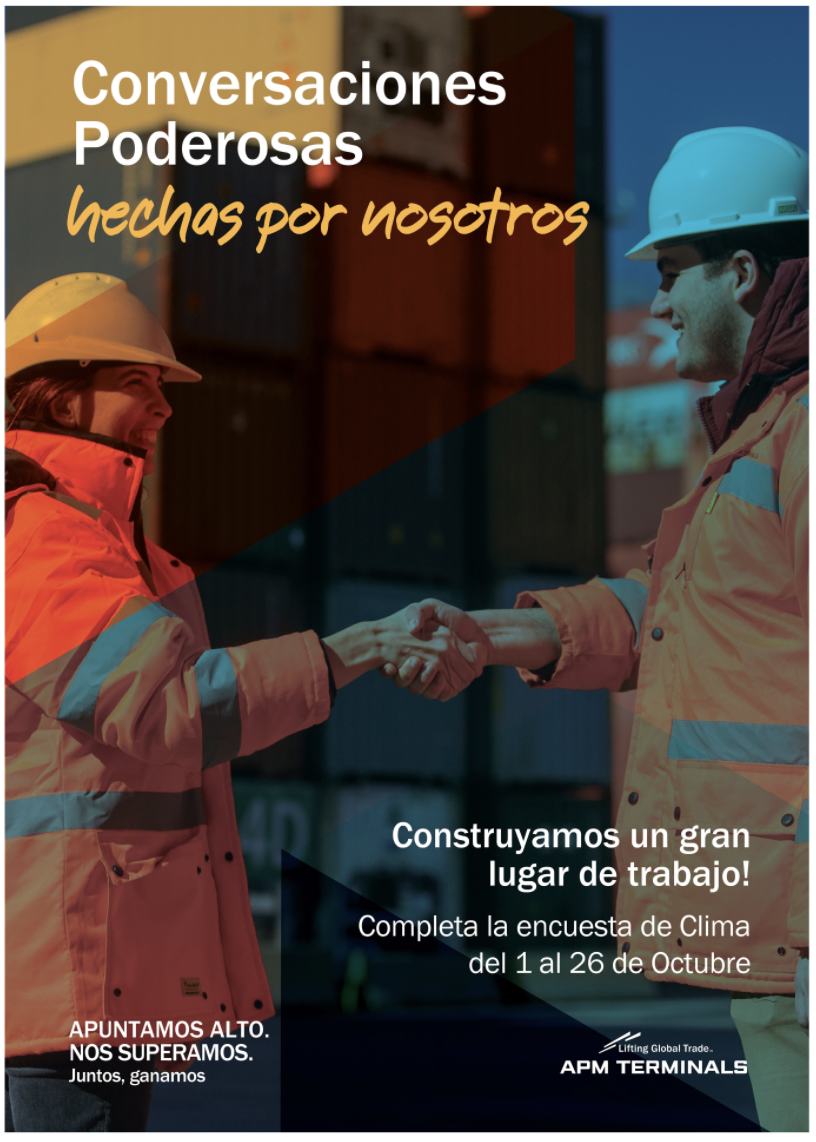 Conversaciones
Poderosas
hechas por nosotros
4D
Construyamos un gran
lugar de trabajo!
Completa la encuesta de Clima
del 1 al 26 de Octubre
APUNTAMOS ALTO.
NOS SUPERAMOS.
Juntos, ganamos
Lifting Global Trade.
APM TERMINALS